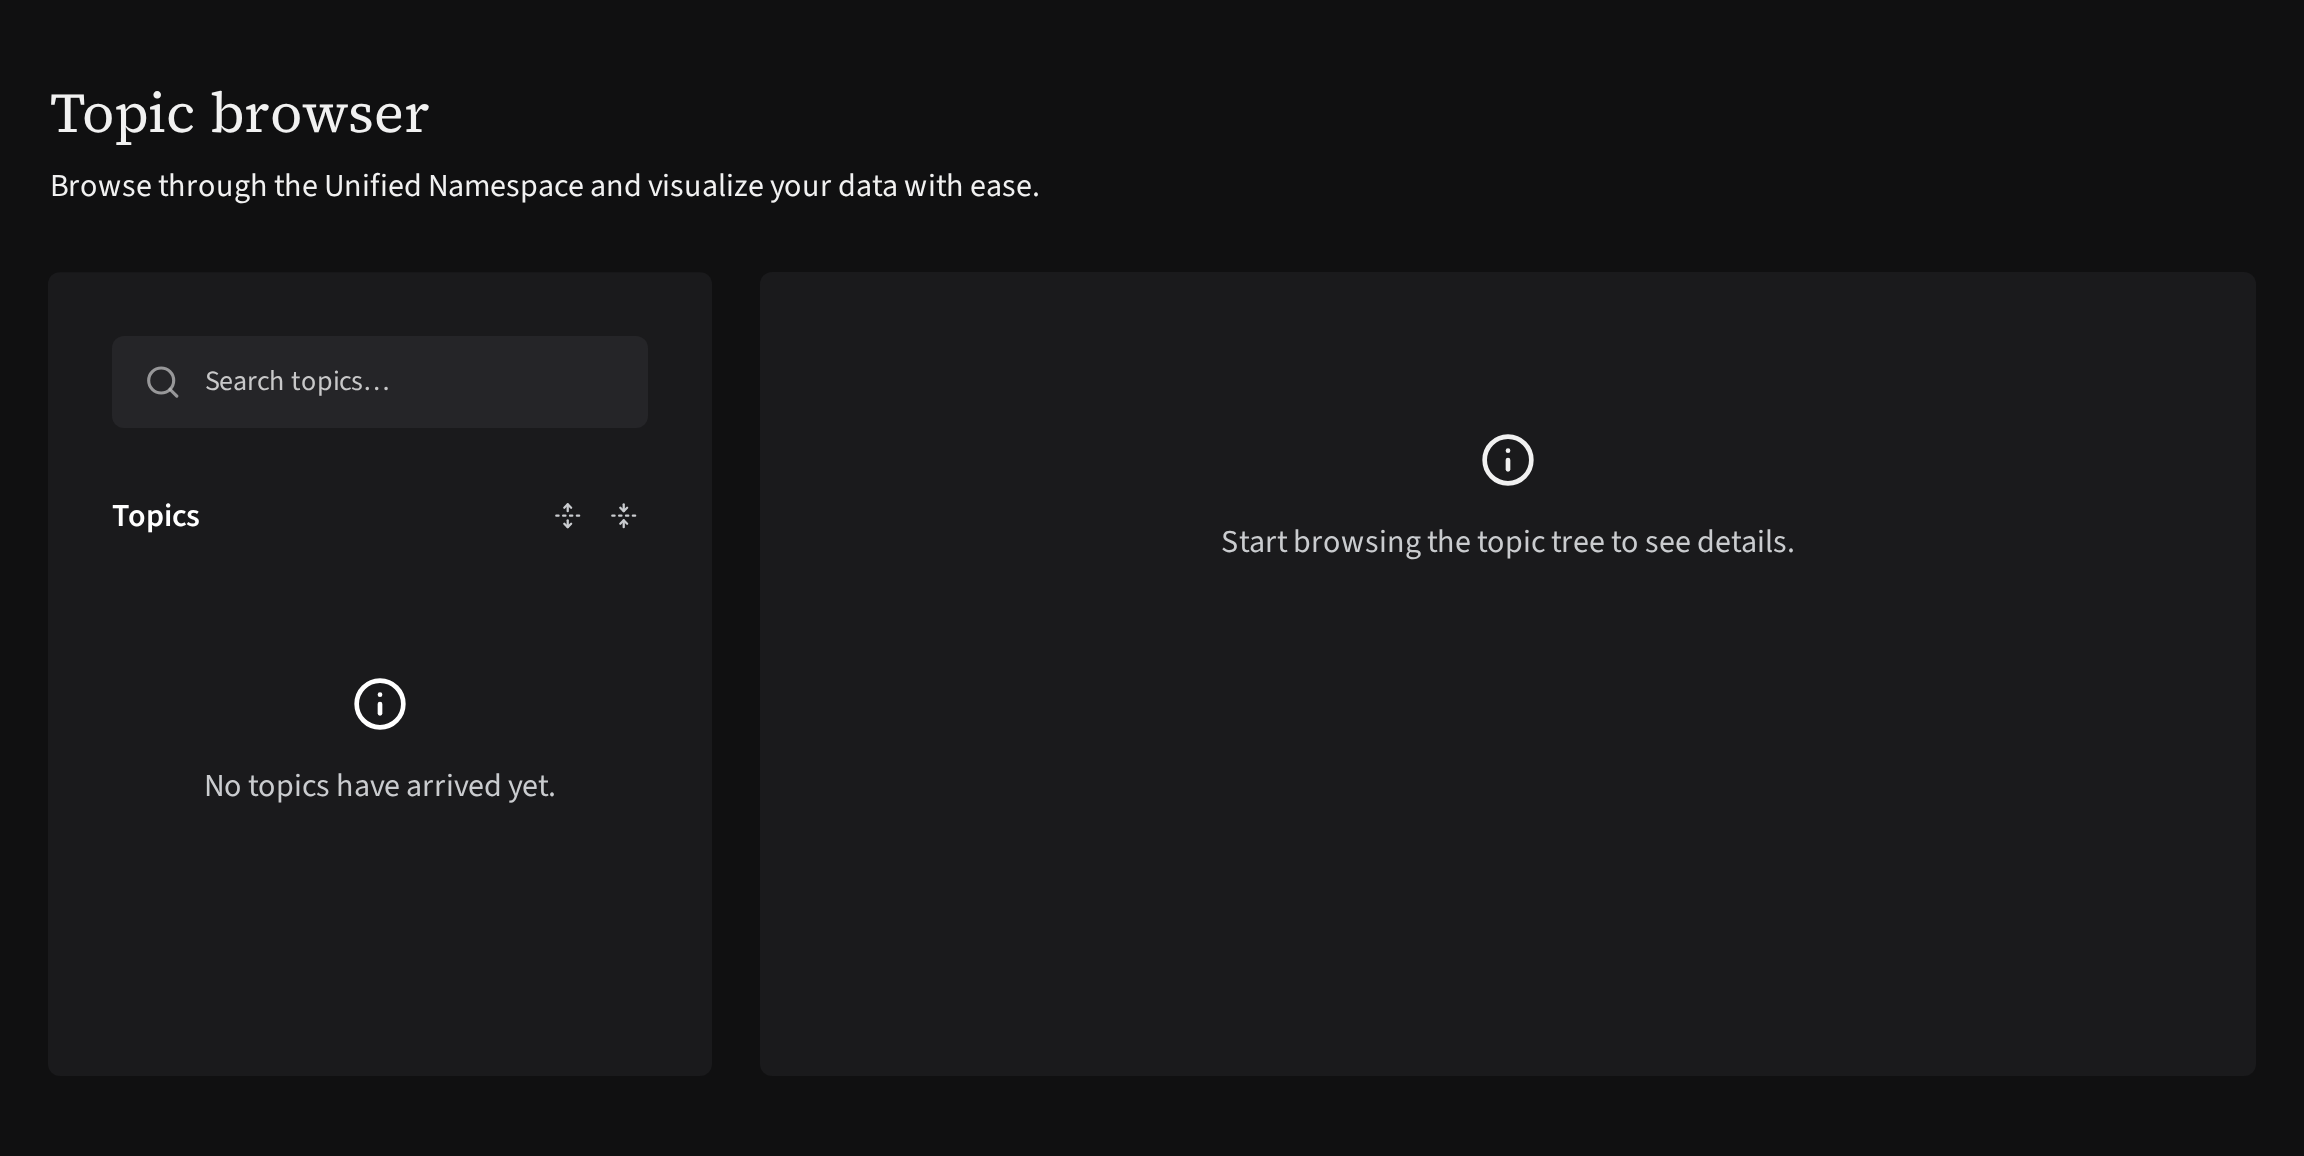 Topic browser
Browse through the Unified Namespace and visualize your data with ease.
Search topics...
Topics
No topics have arrived yet.
Start browsing the topic tree to see details.